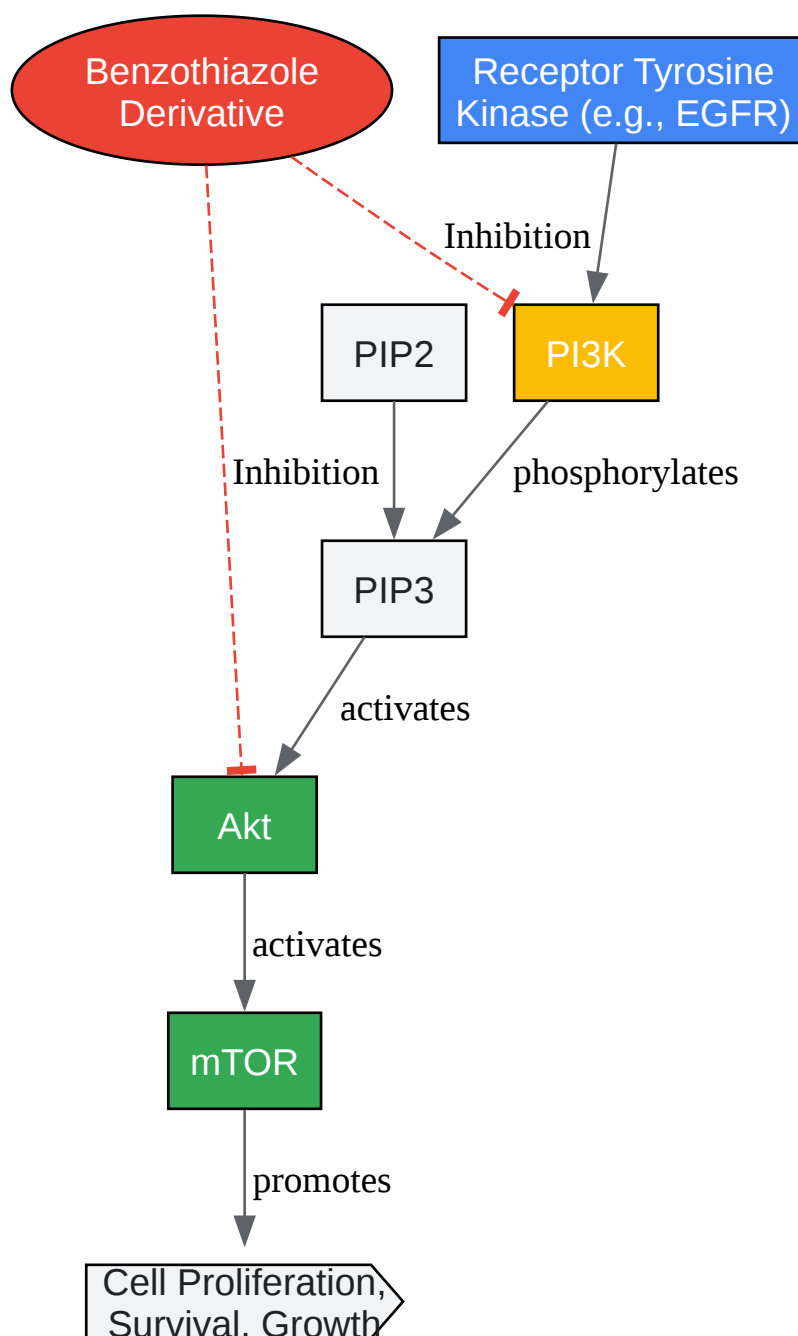 Benzothiazole
Derivative
Receptor Tyrosine
Kinase (e.g., EGFR)
Inhibition
PIP2
PI3K
Inhibition
phosphorylates
PIP3
activates
Akt
activates
mTOR
promotes
Cell Proliferation,
Survival, Growth